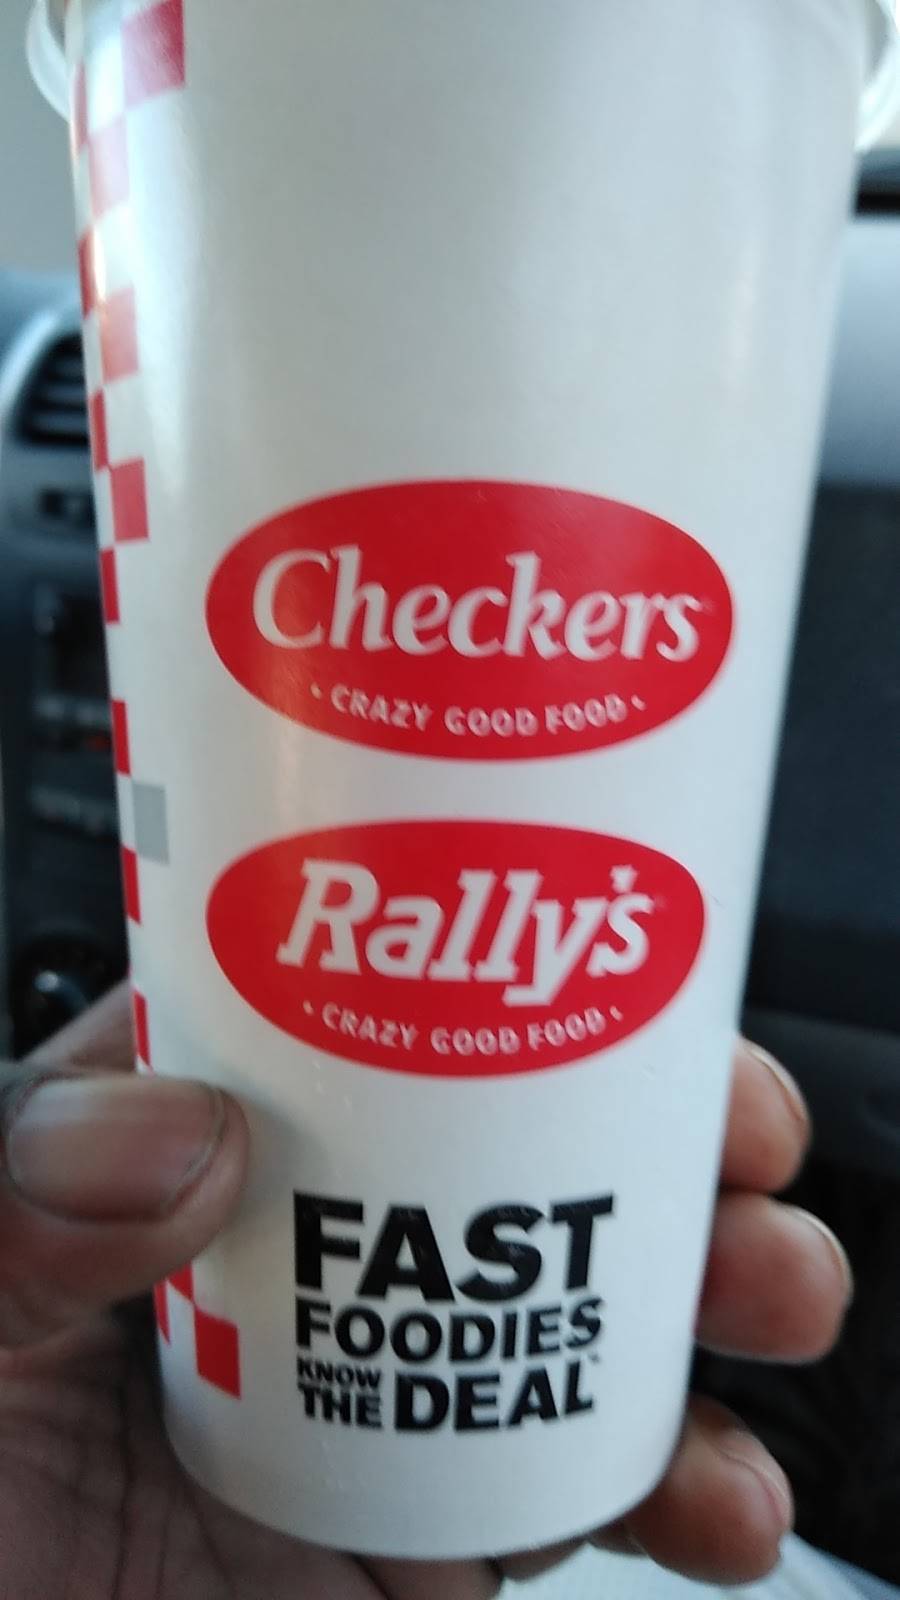 Checkers
· CRAZY GOOD FOOD ·
Rally's
· CRAZY GOOD FOOD ·
FAST
FOODIES
KNOW
THE DEAL